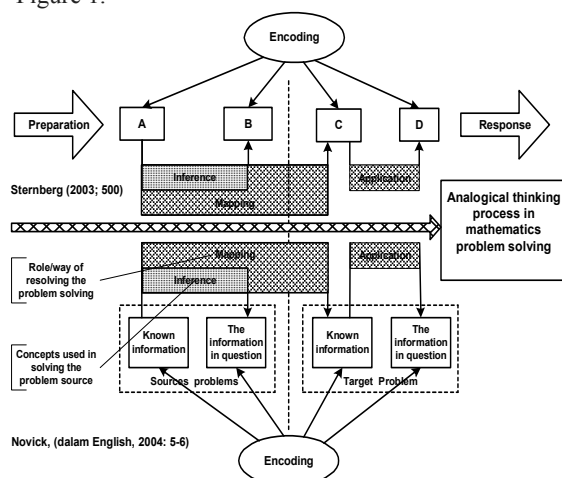 Figure 1.
Encoding
Preparation
A
B
C
D
Response
Inference
Application
Mapping
Sternberg (2003; 500)
Analogical thinking
process in
mathematics
problem solving
Mapping
Application
Inference
Role/way of
resolving the
problem solving
Concepts used in
solving the
problem source
Known
information
The
information
in question
Known
information
The
information
in question
Sources problems
Target Problem
Novick, (dalam English, 2004: 5-6)
Encoding